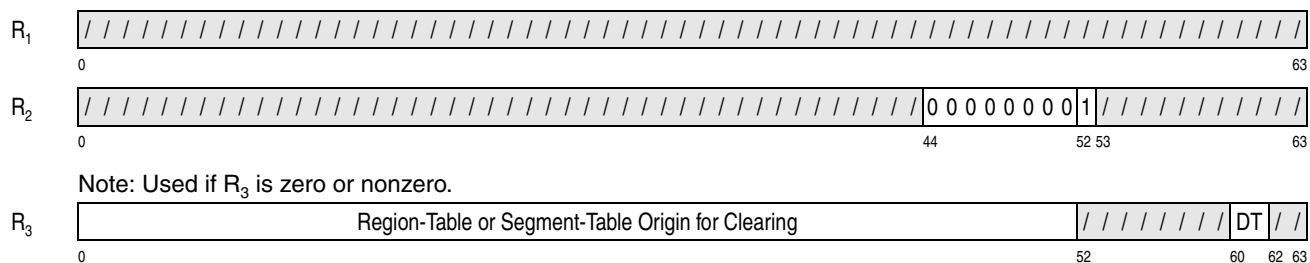 R1 / / / / / / / / / / / / / / / / / / / / / / / / / / / / / / / / / / / / / / / / / / / / / / / / / / / / / / / / / / / / / / / /
0 63
R2 / / / / / / / / / / / / / / / / / / / / / / / / / / / / / / / / / / / / / / / / / / / / 0 0 0 0 0 0 0 0 1 / / / / / / / / / / /
0 44 52 53 63
Note: Used if R3 is zero or nonzero.
R3 Region-Table or Segment-Table Origin for Clearing / / / / / / / / DT / /
0 52 60 62 63